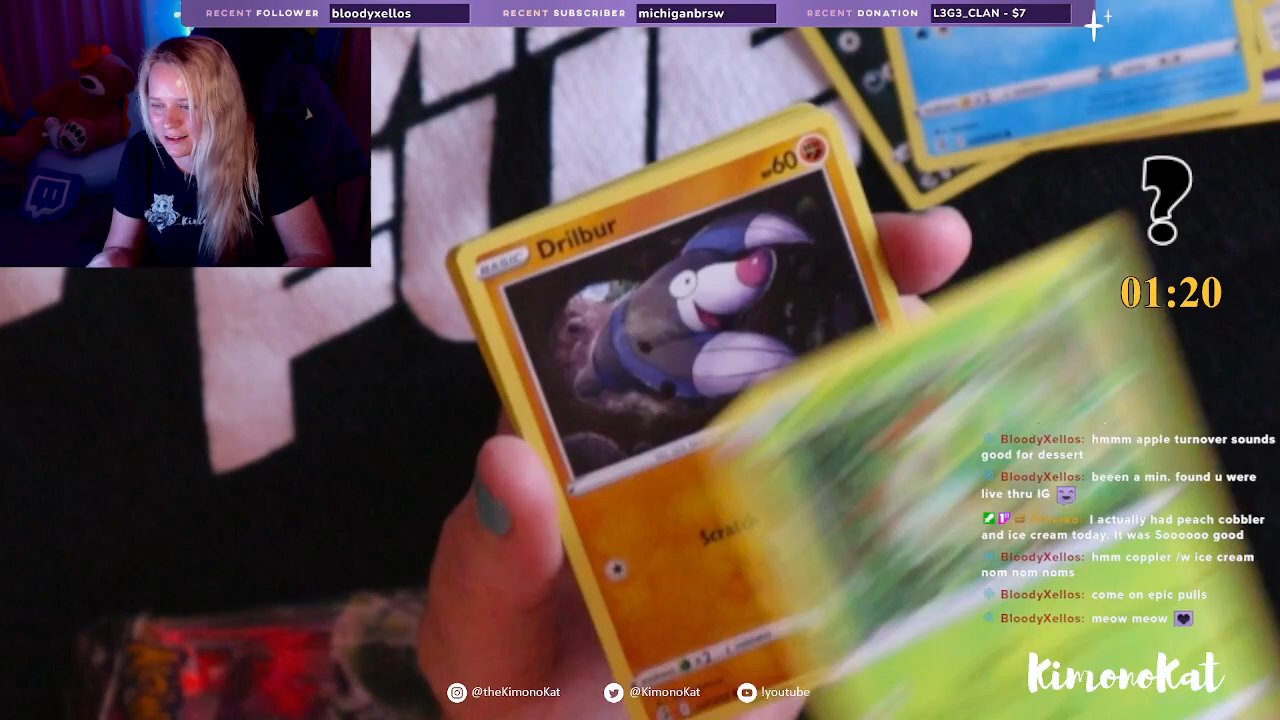 RECENT FOLLOWER bloodyxellos RECENT SUBSCRIBER michiganbrsw RECENT DONATION L3G3_CLAN - $7
BASIC Drilbur HP60
Scratch
x2
?
01:20
BloodyXellos: hmmm apple turnover sounds
good for dessert
BloodyXellos: beeen a min. found u were
live thru IG
I actually had peach cobbler
and ice cream today. It was Soooooo good
BloodyXellos: hmm coppler /w ice cream
nom nom noms
BloodyXellos: come on epic pulls
BloodyXellos: meow meow
KimonoKat
@theKimonoKat @KimonoKat !youtube